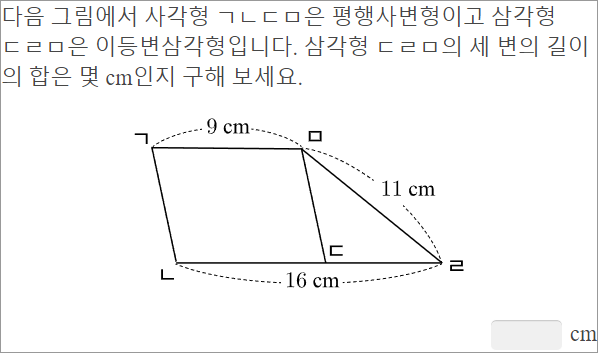 다음 그림에서 사각형 ㄱㄴㄷㅁ은 평행사변형이고 삼각형
ㄷㄹㅁ은 이등변삼각형입니다. 삼각형 ㄷㄹㅁ의 세 변의 길이
의 합은 몇 cm인지 구해 보세요.
9 cm
ㄱ
ㅁ
11 cm
ㄷ
ㄹ
ㄴ
16 cm
cm